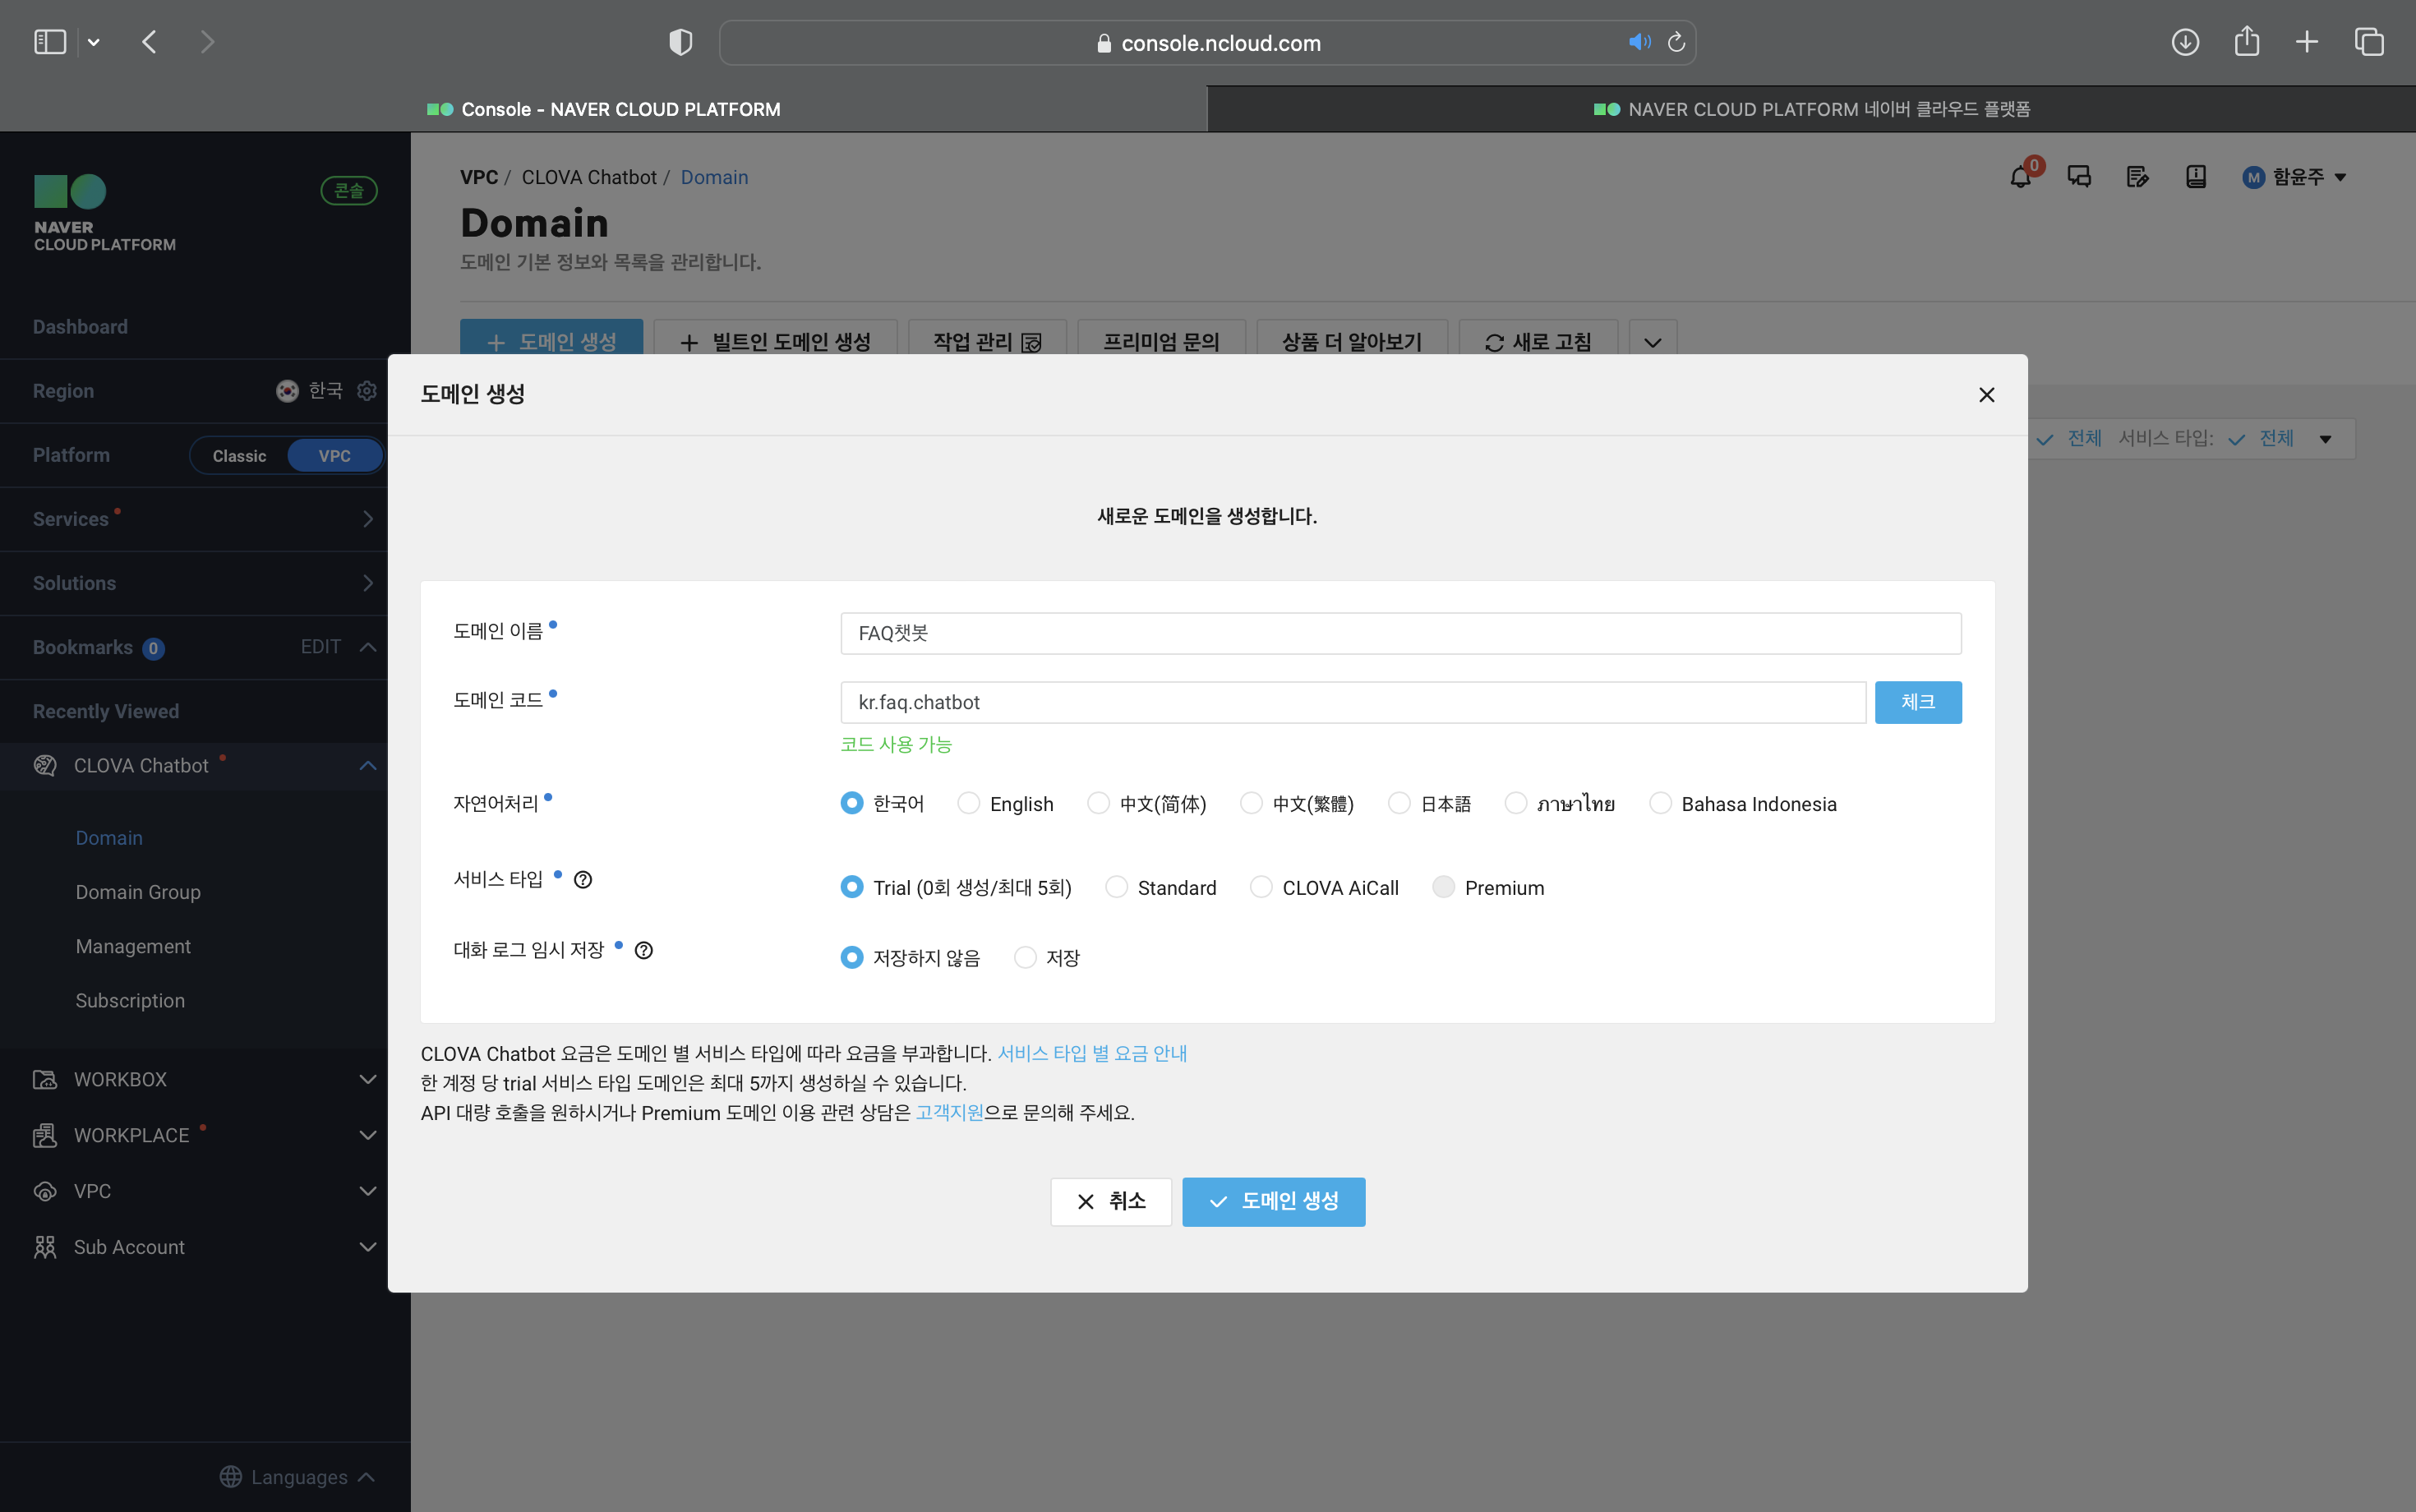 console.ncloud.com
Console - NAVER CLOUD PLATFORM
NAVER CLOUD PLATFORM 네이버 클라우드 플랫폼
NAVER
CLOUD PLATFORM
콘솔
Dashboard
Region 한국
Platform Classic VPC
Services
Solutions
Bookmarks 0 EDIT
Recently Viewed
CLOVA Chatbot
Domain
Domain Group
Management
Subscription
WORKBOX
WORKPLACE
VPC
Sub Account
Languages
VPC / CLOVA Chatbot / Domain
0
M 함윤주
Domain
도메인 기본 정보와 목록을 관리합니다.
+ 도메인 생성 + 빌트인 도메인 생성 작업 관리 프리미엄 문의 상품 더 알아보기 새로 고침
전체 서비스 타입: 전체
도메인 생성
새로운 도메인을 생성합니다.
도메인 이름 FAQ챗봇
도메인 코드 kr.faq.chatbot 체크
코드 사용 가능
자연어처리 한국어 English 中文(简体) 中文(繁體) 日本語 ภาษาไทย Bahasa Indonesia
서비스 타입 Trial (0회 생성/최대 5회) Standard CLOVA AiCall Premium
대화 로그 임시 저장 저장하지 않음 저장
CLOVA Chatbot 요금은 도메인 별 서비스 타입에 따라 요금을 부과합니다. 서비스 타입 별 요금 안내
한 계정 당 trial 서비스 타입 도메인은 최대 5까지 생성하실 수 있습니다.
API 대량 호출을 원하시거나 Premium 도메인 이용 관련 상담은 고객지원으로 문의해 주세요.
취소 도메인 생성